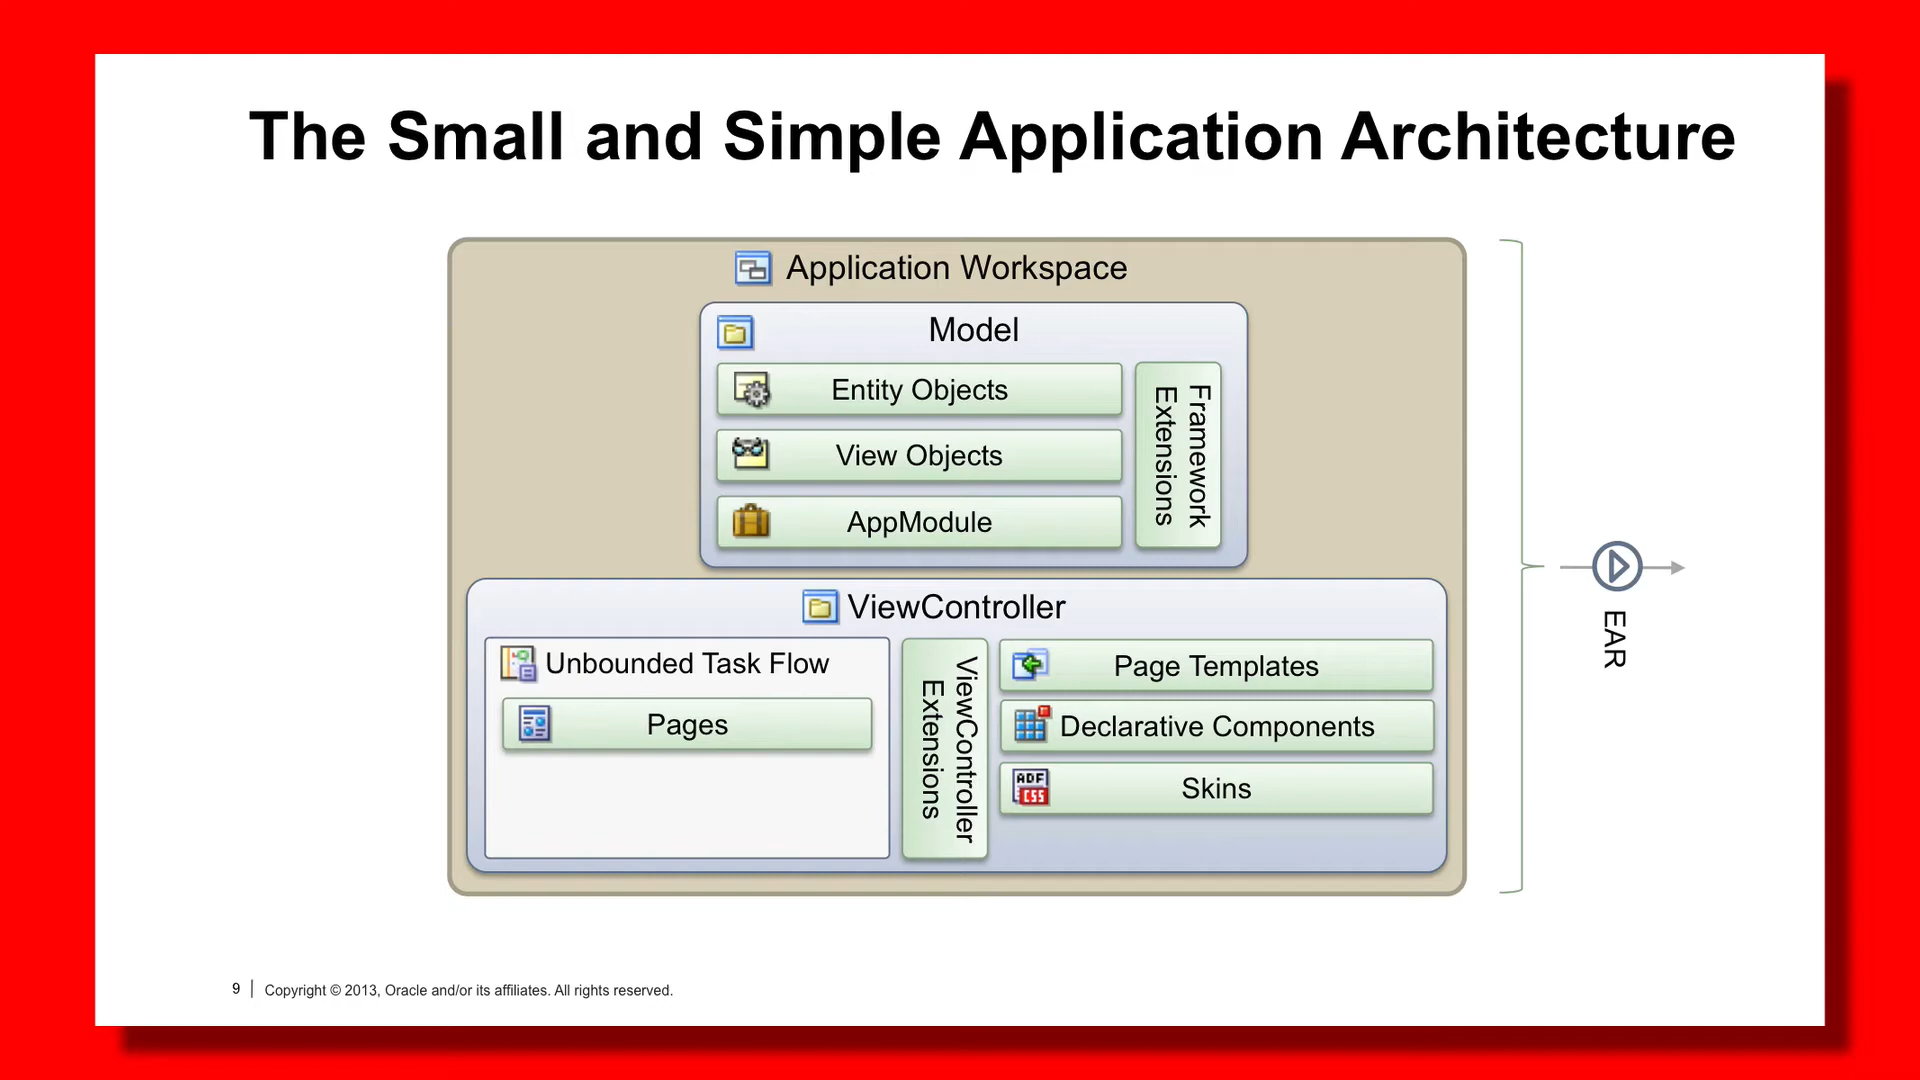 The Small and Simple Application Architecture
Application Workspace
Model
Entity Objects
View Objects
AppModule
Framework
Extensions
ViewController
Unbounded Task Flow
Pages
ViewController
Extensions
Page Templates
Declarative Components
ADF
CSS
Skins
EAR
9
Copyright © 2013, Oracle and/or its affiliates. All rights reserved.